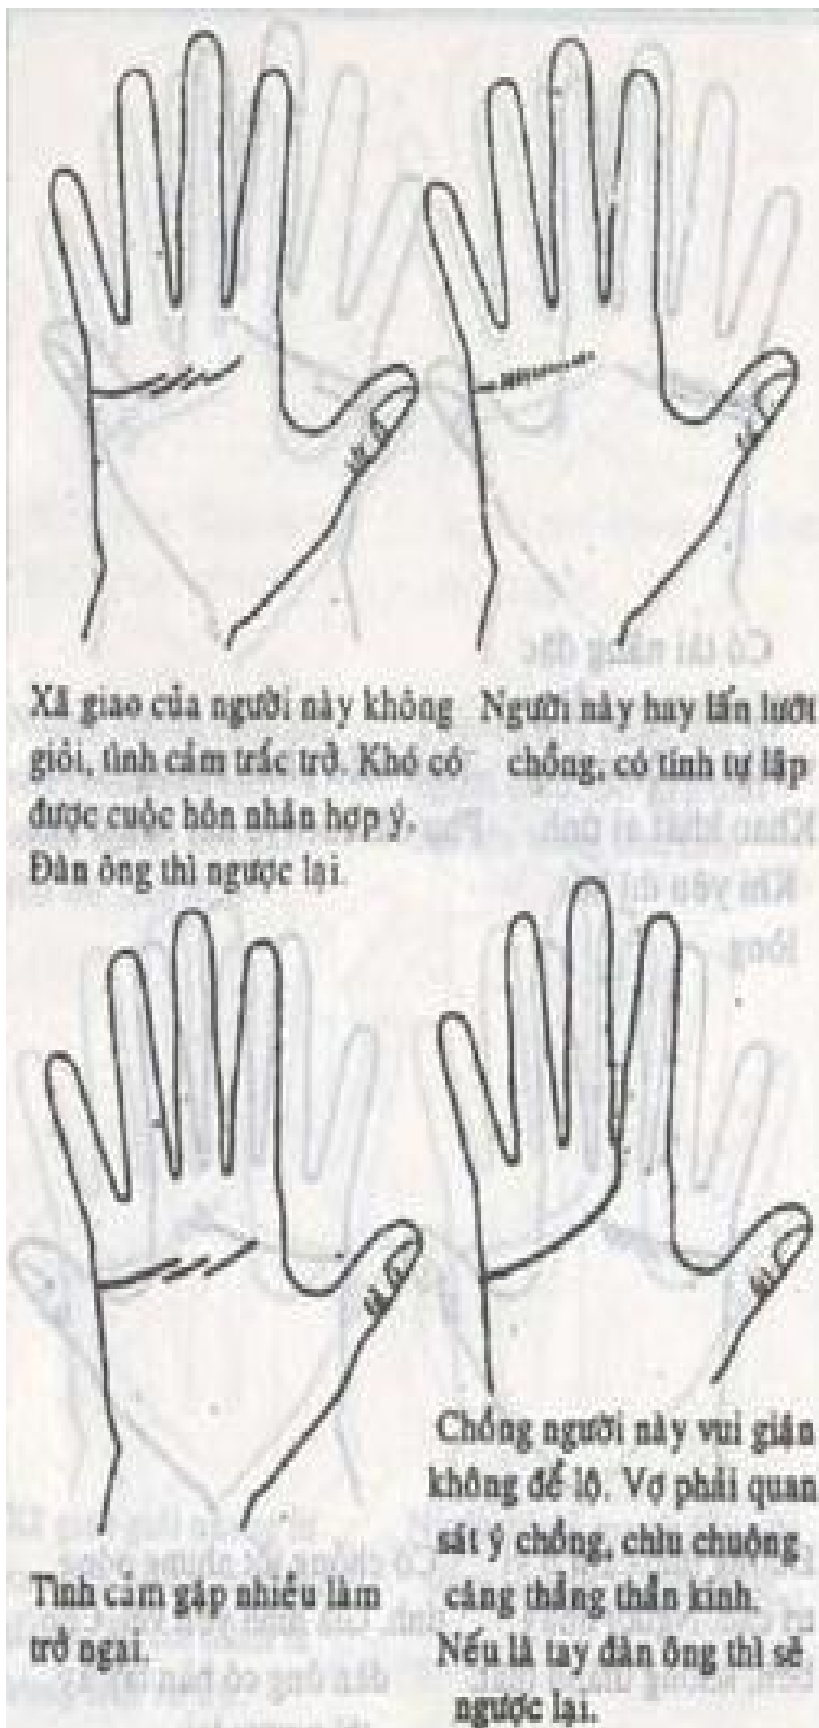 Xã giao của người này không
giỏi, tình cảm trắc trở. Khó có
được cuộc hôn nhân hợp ý.
Đàn ông thì ngược lại.
Người này hay lấn lướt
chồng, có tính tự lập
Tình cảm gặp nhiều làm
trở ngại.
Chồng người này vui giận
không để lộ. Vợ phải quan
sát ý chồng, chìu chuộng
căng thẳng thần kinh.
Nếu là tay đàn ông thì sẽ
ngược lại.